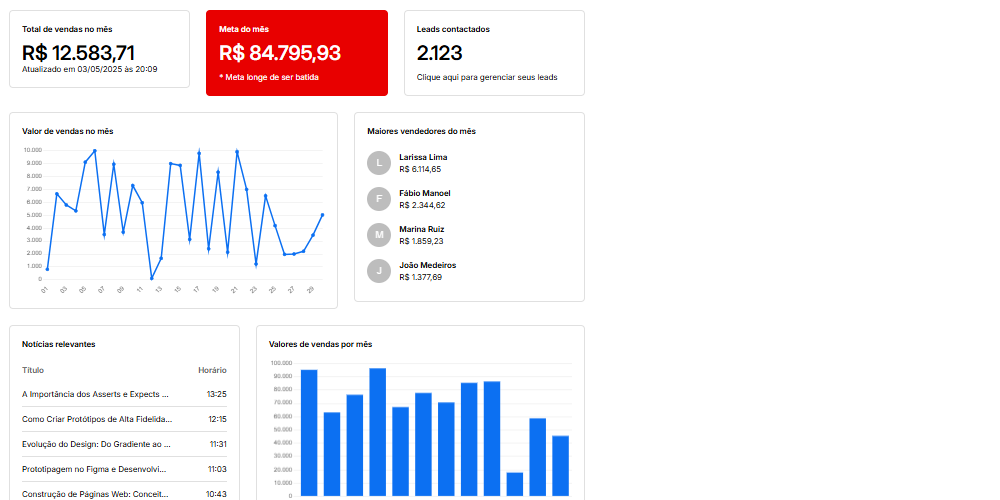 Total de vendas no mês
R$ 12.583,71
Atualizado em 03/05/2025 às 20:09
Meta do mês
R$ 84.795,93
* Meta longe de ser batida
Leads contactados
2.123
Clique aqui para gerenciar seus leads
Valor de vendas no mês
10.000
9.000
8.000
7.000
6.000
5.000
4.000
3.000
2.000
1.000
0
01 03 05 07 09 11 13 15 17 19 21 23 25 27 29
Maiores vendedores do mês
L
Larissa Lima
R$ 6.114,65
F
Fábio Manoel
R$ 2.344,62
M
Marina Ruiz
R$ 1.859,23
J
João Medeiros
R$ 1.377,69
Notícias relevantes
Título Horário
A Importância dos Asserts e Expects ... 13:25
Como Criar Protótipos de Alta Fidelida... 12:15
Evolução do Design: Do Gradiente ao ... 11:31
Prototipagem no Figma e Desenvolvi... 11:03
Construção de Páginas Web: Conceit... 10:43
Valores de vendas por mês
100.000
90.000
80.000
70.000
60.000
50.000
40.000
30.000
20.000
10.000
0